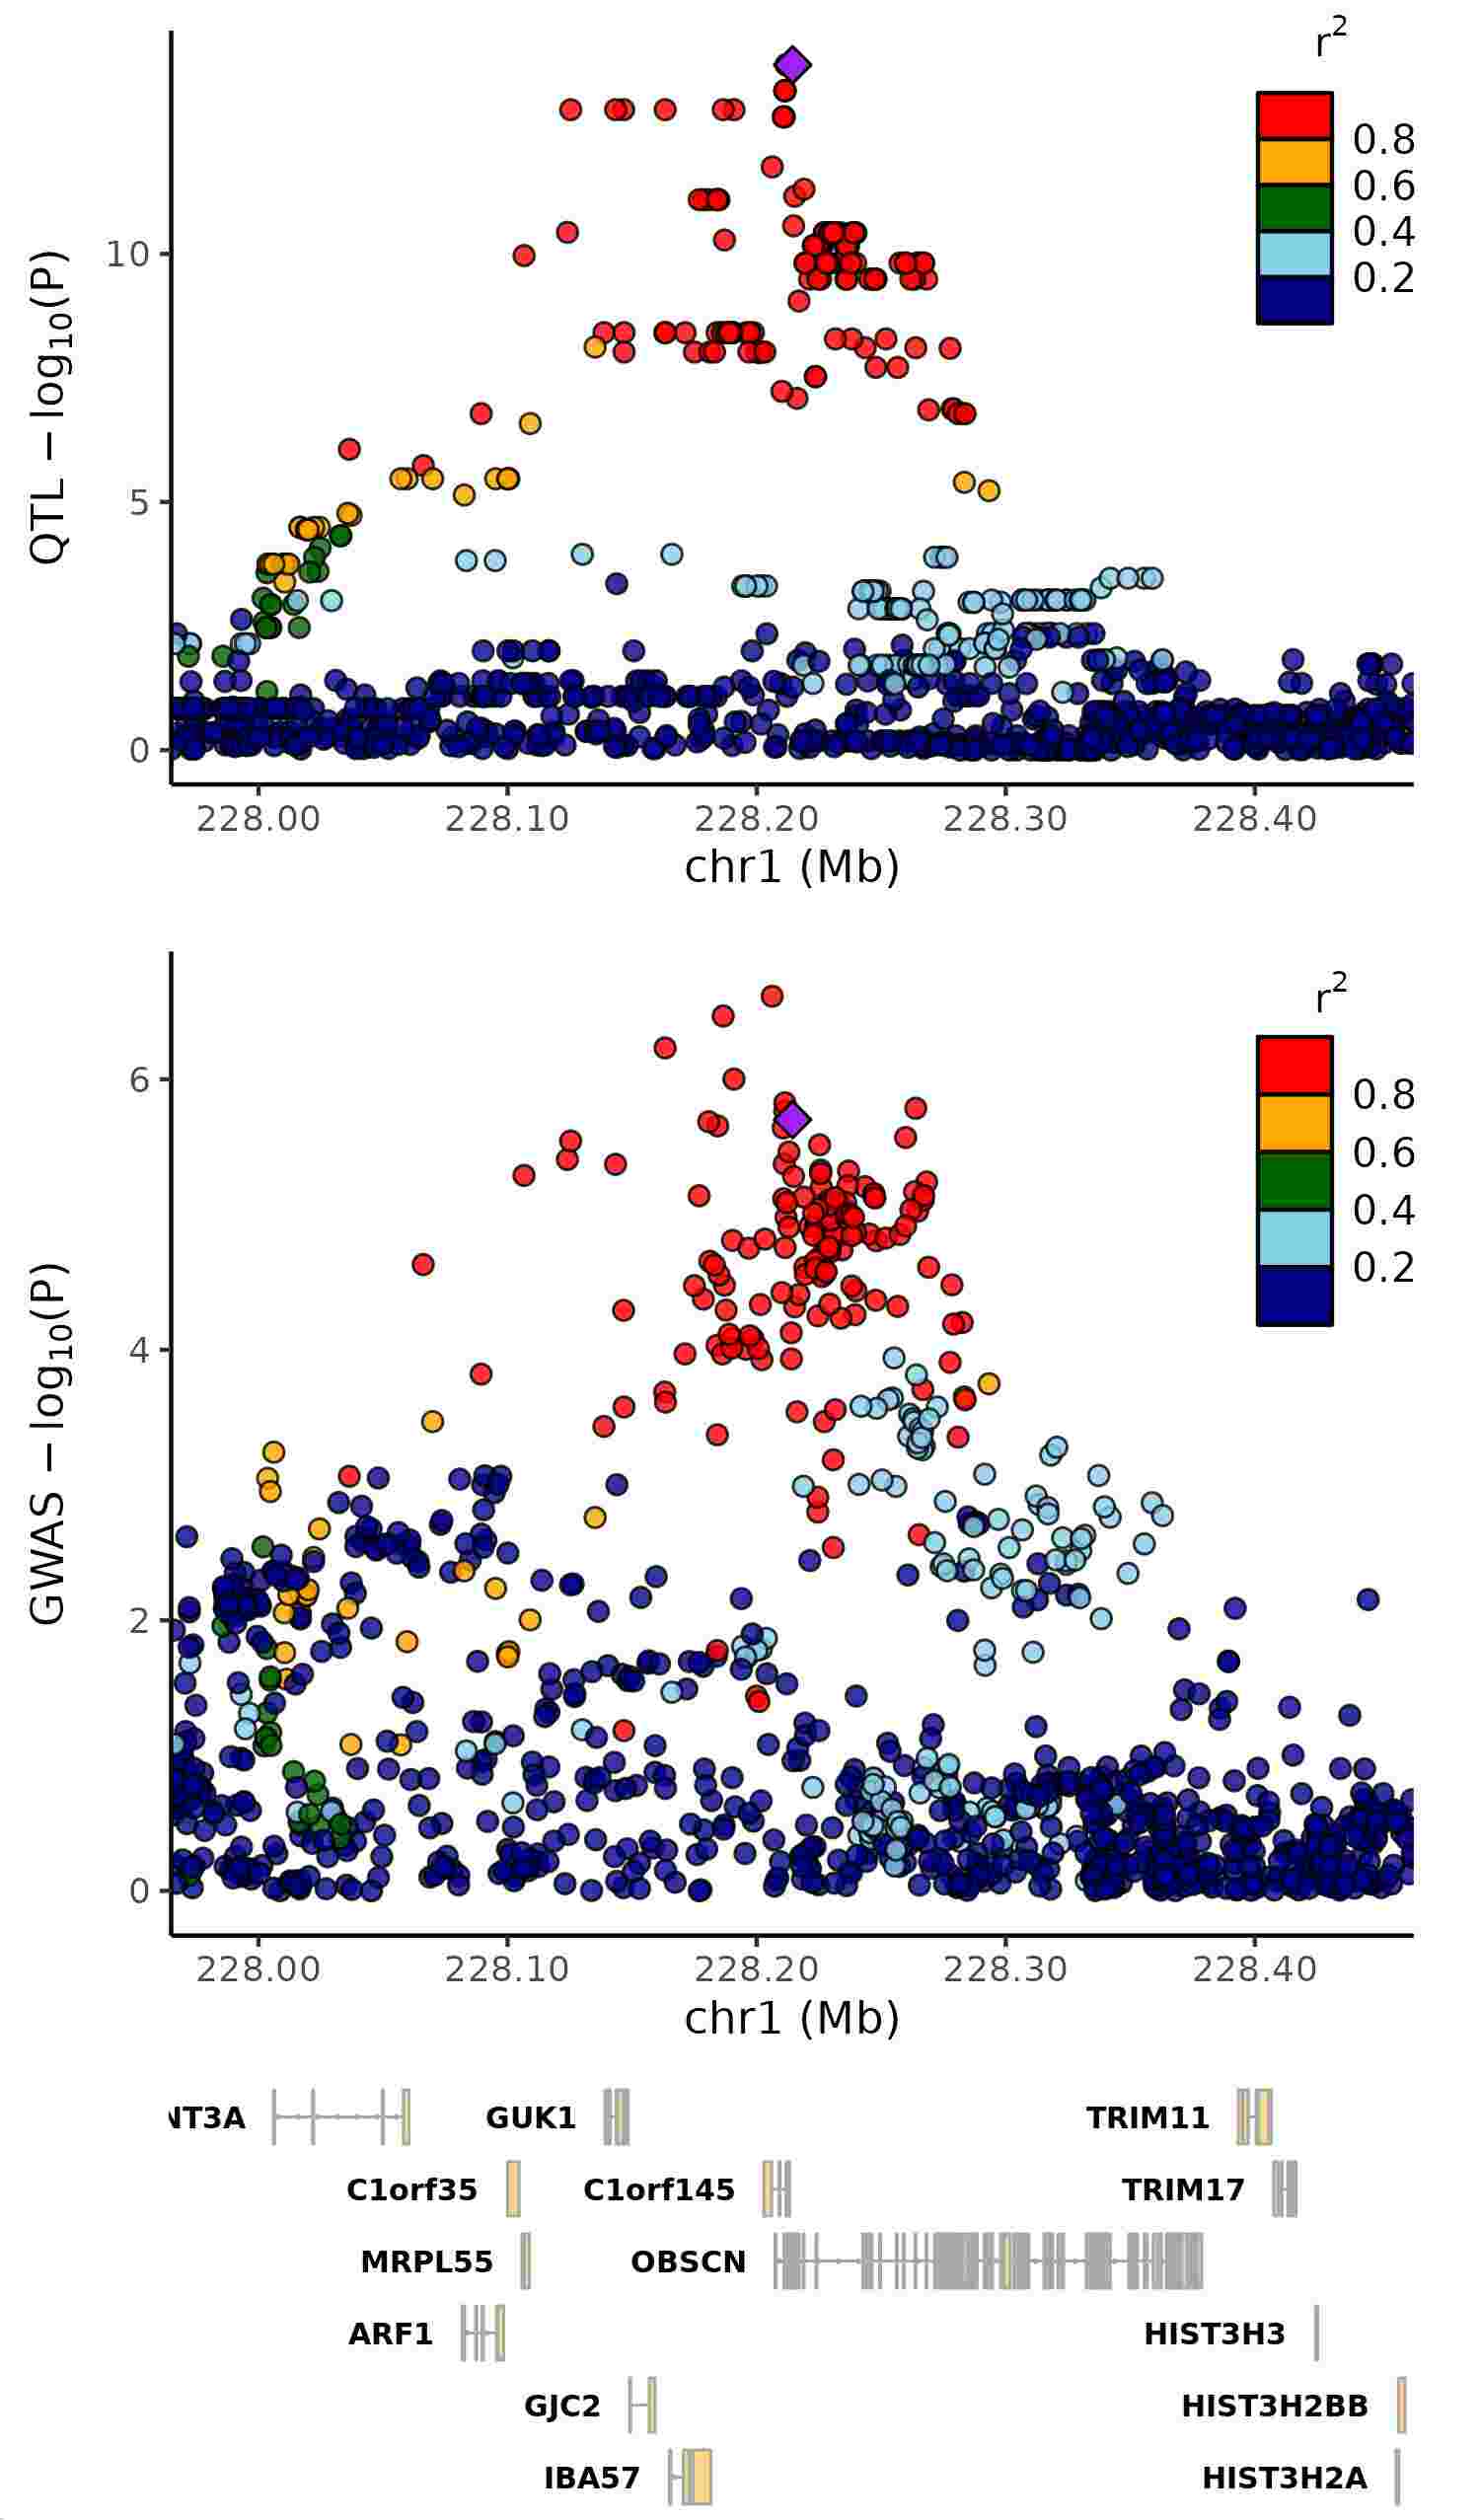 r2
0.8
0.6
0.4
0.2
QTL −log10(P)
10
5
0
228.00 228.10 228.20 228.30 228.40
chr1 (Mb)
r2
0.8
0.6
0.4
0.2
GWAS −log10(P)
6
4
2
0
228.00 228.10 228.20 228.30 228.40
chr1 (Mb)
NT3A GUK1 TRIM11
C1orf35 C1orf145 TRIM17
MRPL55 OBSCN
ARF1 HIST3H3
GJC2 HIST3H2BB
IBA57 HIST3H2A